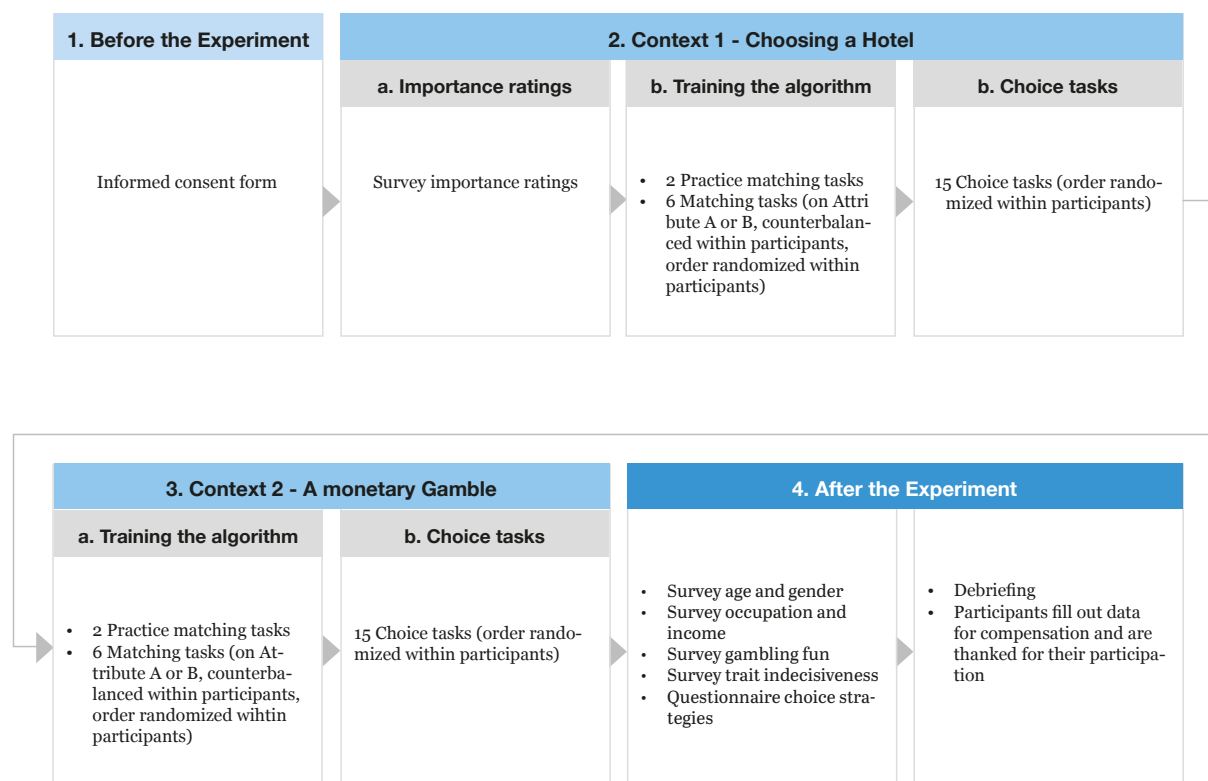 1. Before the Experiment
2. Context 1 - Choosing a Hotel
a. Importance ratings
b. Training the algorithm
b. Choice tasks
Informed consent form
Survey importance ratings
• 2 Practice matching tasks
• 6 Matching tasks (on Attri
bute A or B, counterbalan-
ced within participants,
order randomized within
participants)
15 Choice tasks (order rando-
mized within participants)
3. Context 2 - A monetary Gamble
4. After the Experiment
a. Training the algorithm
b. Choice tasks
• 2 Practice matching tasks
• 6 Matching tasks (on At-
tribute A or B, counterba-
lanced within participants,
order randomized wihtin
participants)
15 Choice tasks (order rando-
mized within participants)
• Survey age and gender
• Survey occupation and
income
• Survey gambling fun
• Survey trait indecisiveness
• Questionnaire choice stra-
tegies
• Debriefing
• Participants fill out data
for compensation and are
thanked for their participa-
tion